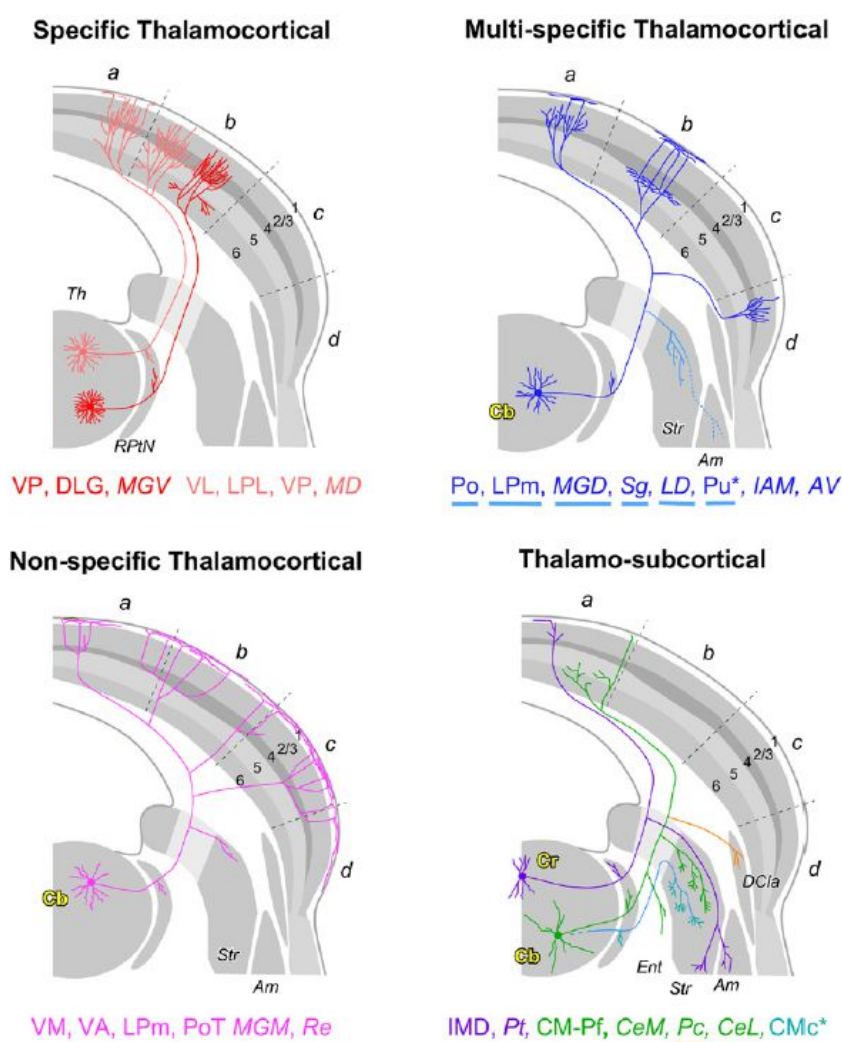 Specific Thalamocortical
a
b
c
d
1
2/3
4
5
6
Th
RPtN
VP, DLG, MGV VL, LPL, VP, MD
Multi-specific Thalamocortical
a
b
c
d
1
2/3
4
5
6
Cb
Str
Am
Po, LPm, MGD, Sg, LD, Pu*, IAM, AV
Non-specific Thalamocortical
a
b
c
d
1
2/3
4
5
6
Cb
Str
Am
VM, VA, LPm, PoT MGM, Re
Thalamo-subcortical
a
b
c
d
1
2/3
4
5
6
Cr
Cb
DCla
Ent
Str
Am
IMD, Pt, CM-Pf, CeM, Pc, CeL, CMc*